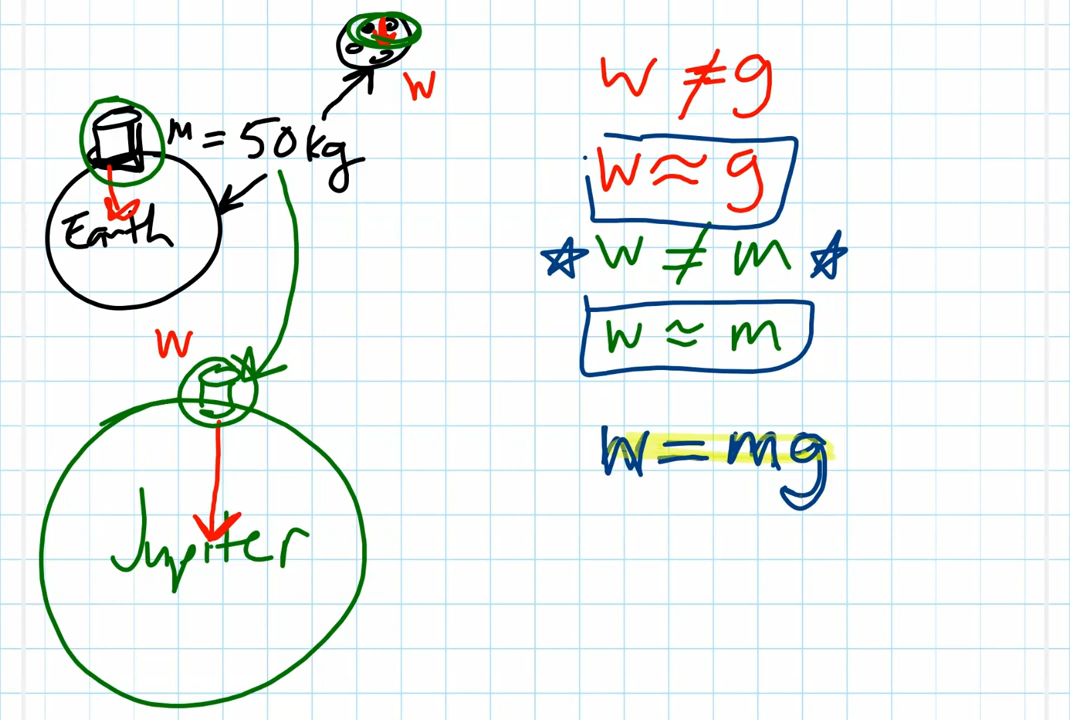 W
m = 50kg
Earth
W
Jupiter
W ≠ g
W ≈ g
☆ W ≠ m ☆
W ≈ m
W = mg